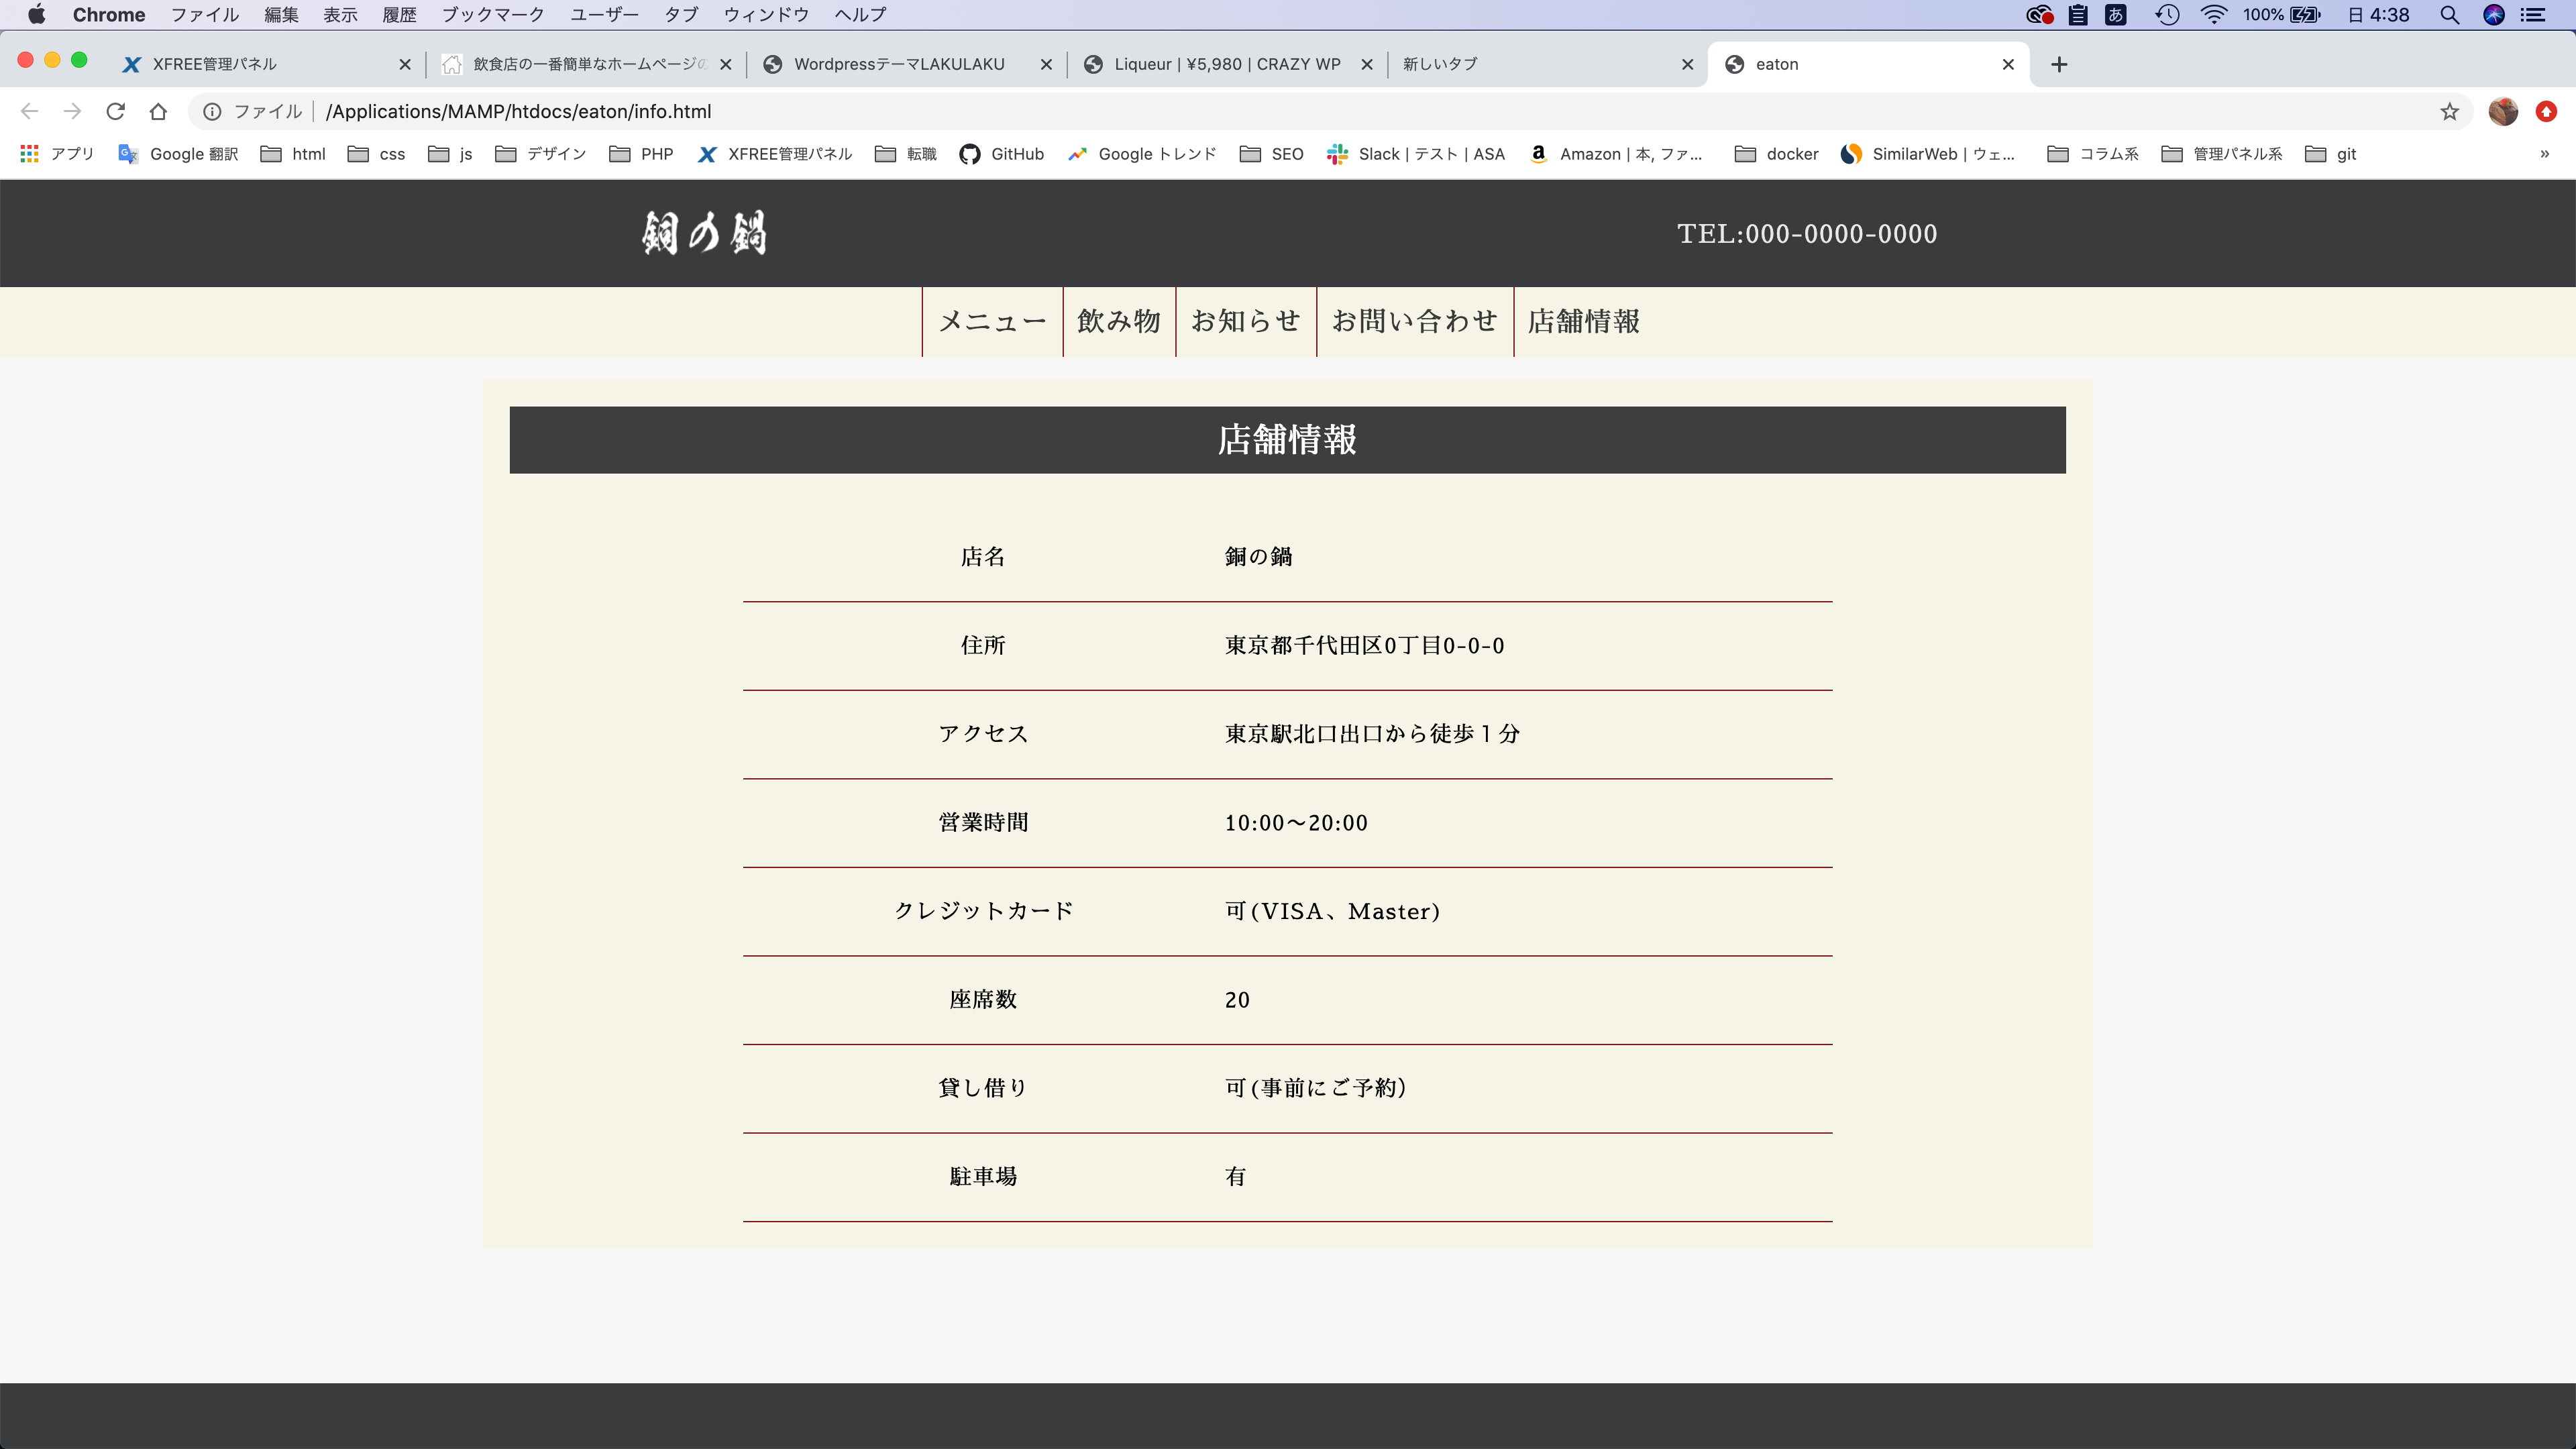 Chrome ファイル 編集 表示 履歴 ブックマーク ユーザー タブ ウィンドウ ヘルプ あ 100% 日 4:38
XFREE管理パネル 飲食店の一番簡単なホームページの WordpressテーマLAKULAKU Liqueur | ¥5,980 | CRAZY WP 新しいタブ eaton
ファイル /Applications/MAMP/htdocs/eaton/info.html
アプリ Google 翻訳 html css js デザイン PHP XFREE管理パネル 転職 GitHub Google トレンド SEO Slack | テスト | ASA Amazon | 本, ファ... docker SimilarWeb | ウェ... コラム系 管理パネル系 git »
銅の鍋 TEL:000-0000-0000
メニュー 飲み物 お知らせ お問い合わせ 店舗情報
店舗情報
店名 銅の鍋
住所 東京都千代田区0丁目0-0-0
アクセス 東京駅北口出口から徒歩１分
営業時間 10:00〜20:00
クレジットカード 可(VISA、Master)
座席数 20
貸し借り 可(事前にご予約）
駐車場 有